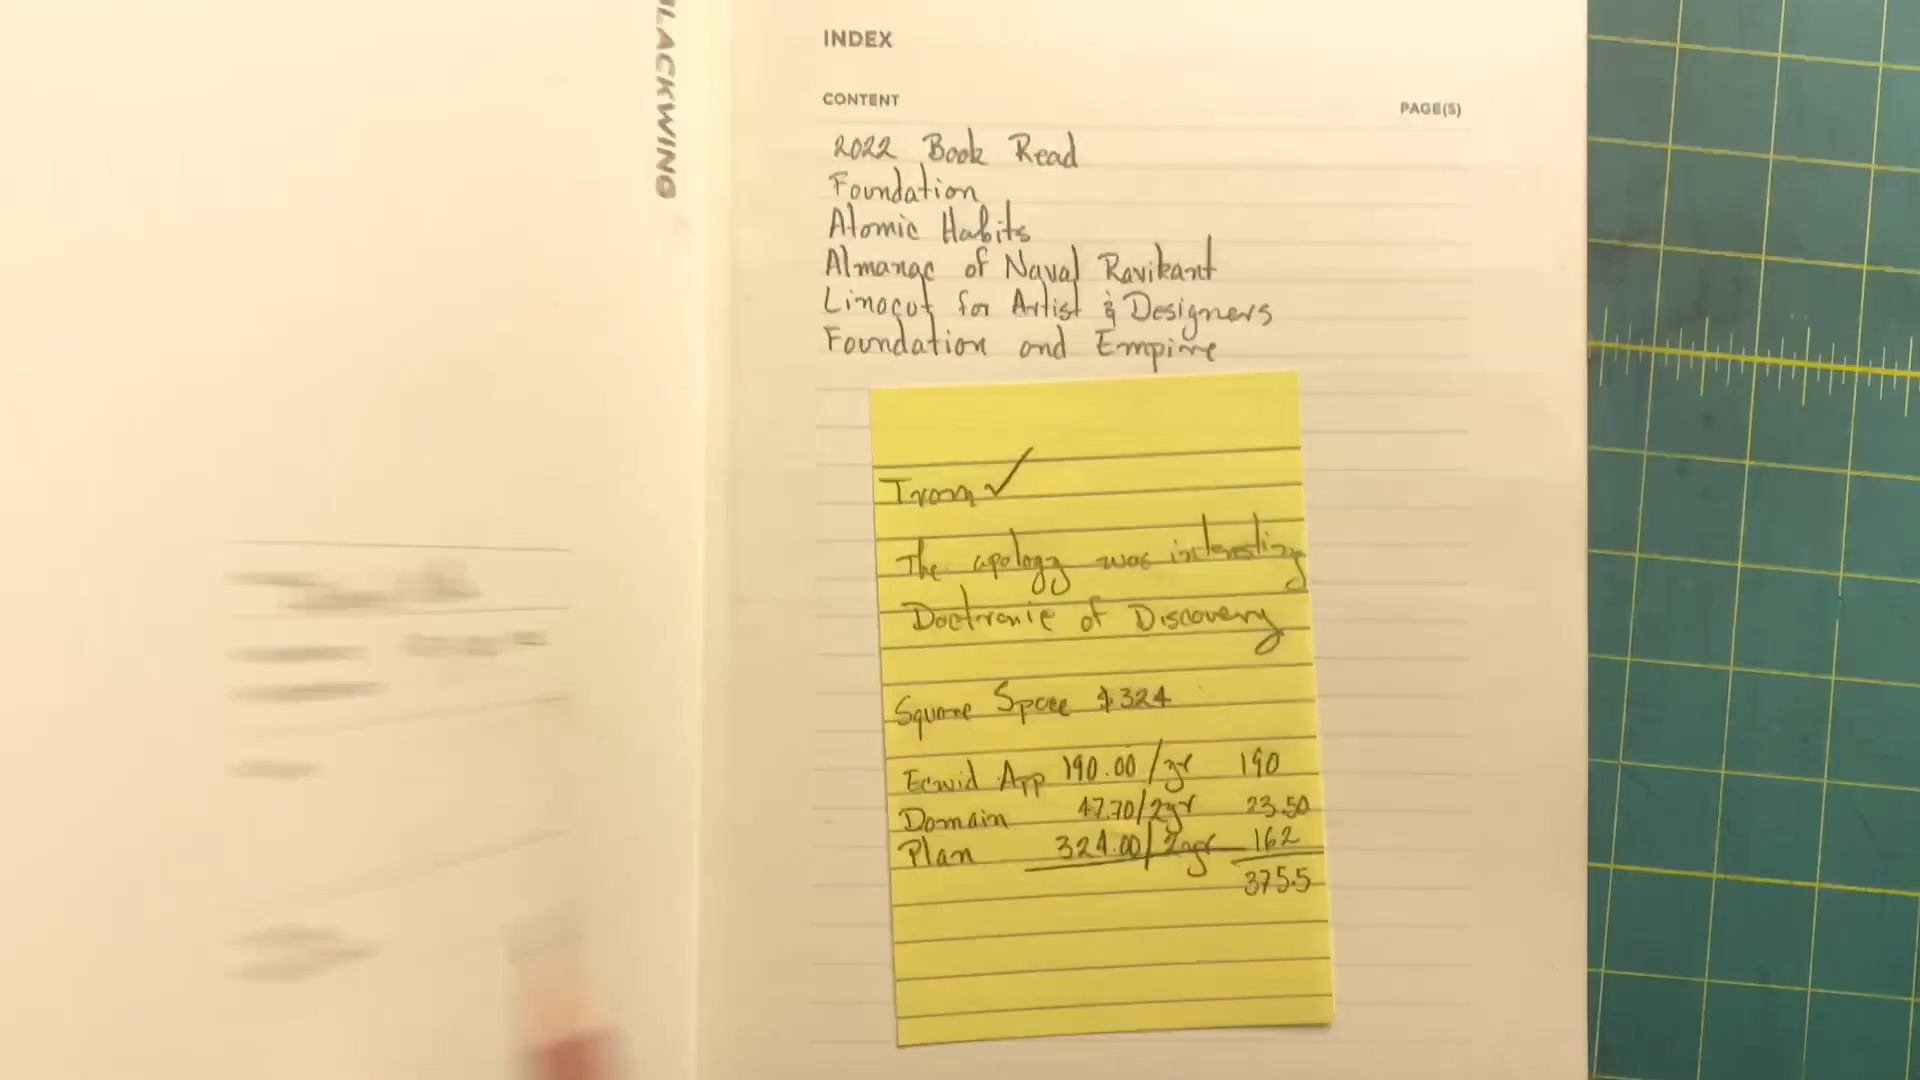 BLACKWING
INDEX
CONTENT PAGE(S)
2022 Book Read
Foundation
Atomic Habits
Almanac of Naval Ravikant
Linocut for Artist & Designers
Foundation and Empire
✓
The apology was interesting
Doctronie of Discovery
Square Space $324
Ecwid App 190.00/yr 190
Domain 47.70/2yr 23.50
Plan 324.00/2yr 162
375.5